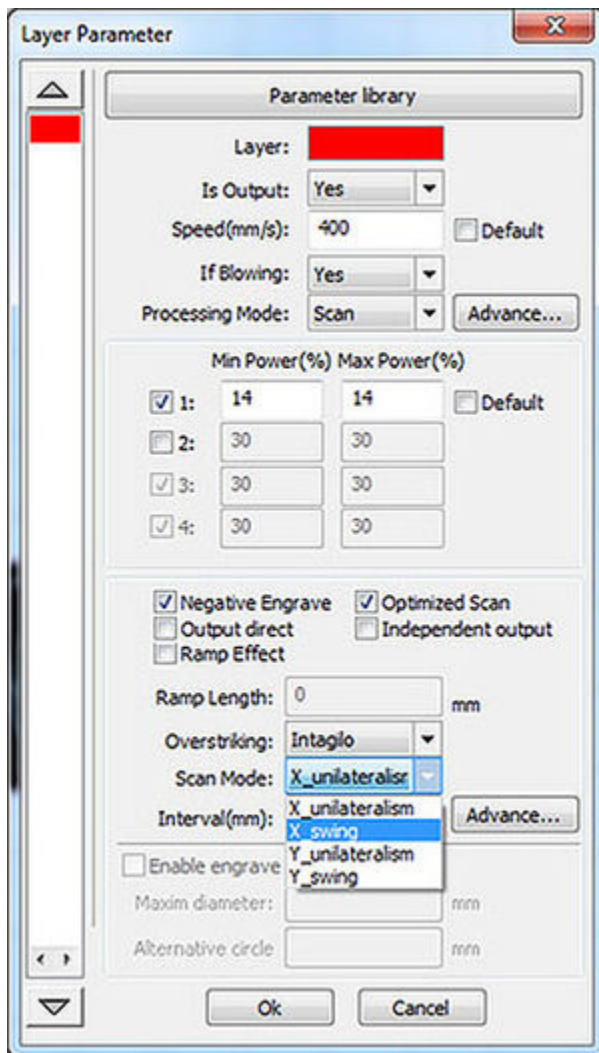 Layer Parameter
Parameter library
Layer:
Is Output: Yes
Speed(mm/s): 400 Default
If Blowing: Yes
Processing Mode: Scan Advance...
Min Power(%) Max Power(%)
1: 14 14 Default
2: 30 30
3: 30 30
4: 30 30
Negative Engrave Optimized Scan
Output direct Independent output
Ramp Effect
Ramp Length: 0 mm
Overstriking: Intaglo
Scan Mode: X_unilateralisr
X_unilateralism
Interval(mm): Advance...
X_swing
Y_unilateralism
Enable engrave
Y_swing
Maxim diameter: mm
Alternative circle mm
Ok Cancel